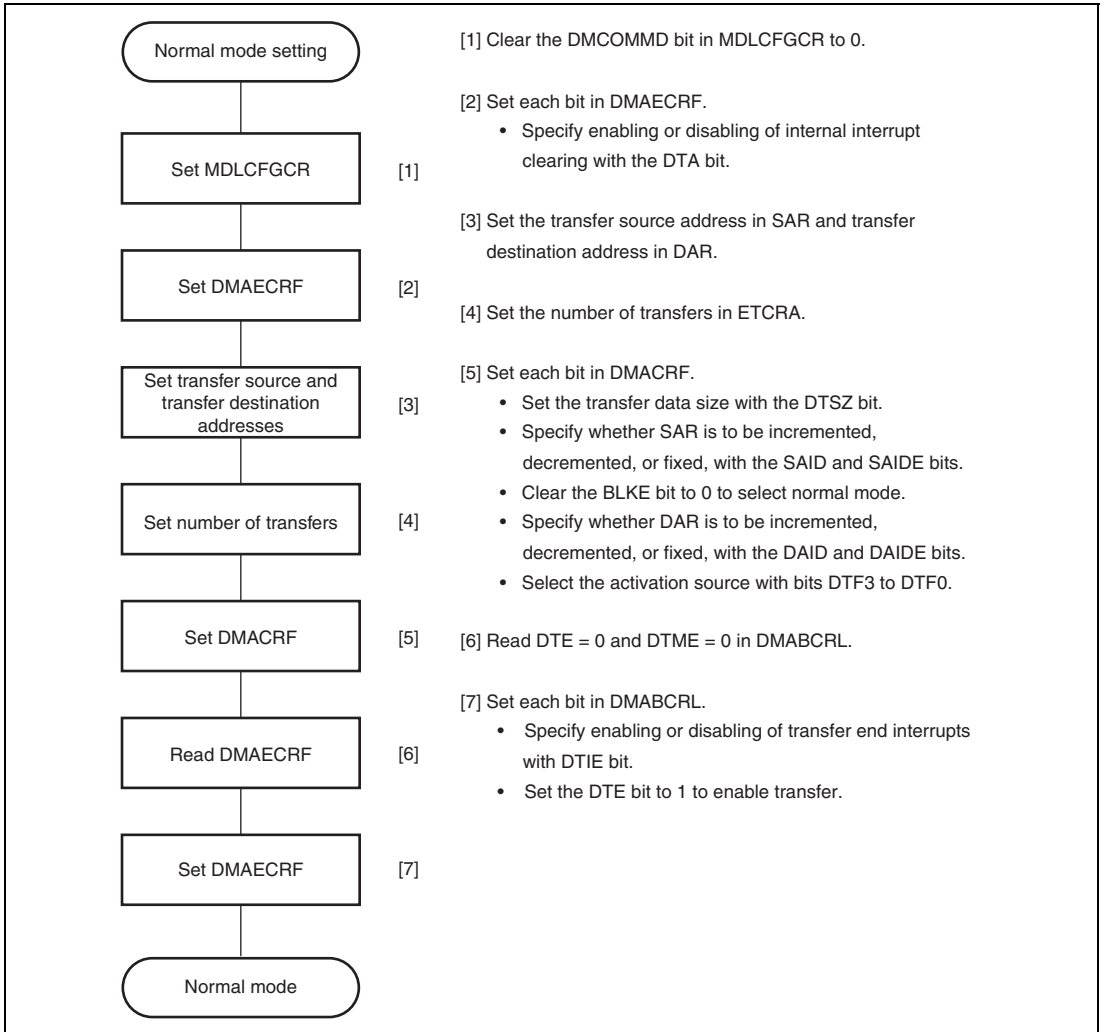 Normal mode setting
Set MDLCFGCR
[1]
Set DMAECRF
[2]
Set transfer source and
transfer destination
addresses
[3]
Set number of transfers
[4]
Set DMACRF
[5]
Read DMAECRF
[6]
Set DMAECRF
[7]
Normal mode
[1] Clear the DMCOMMD bit in MDLCFGCR to 0.
[2] Set each bit in DMAECRF.
• Specify enabling or disabling of internal interrupt
clearing with the DTA bit.
[3] Set the transfer source address in SAR and transfer
destination address in DAR.
[4] Set the number of transfers in ETCRA.
[5] Set each bit in DMACRF.
• Set the transfer data size with the DTSZ bit.
• Specify whether SAR is to be incremented,
decremented, or fixed, with the SAID and SAIDE bits.
• Clear the BLKE bit to 0 to select normal mode.
• Specify whether DAR is to be incremented,
decremented, or fixed, with the DAID and DAIDE bits.
• Select the activation source with bits DTF3 to DTF0.
[6] Read DTE = 0 and DTME = 0 in DMABCRL.
[7] Set each bit in DMABCRL.
• Specify enabling or disabling of transfer end interrupts
with DTIE bit.
• Set the DTE bit to 1 to enable transfer.